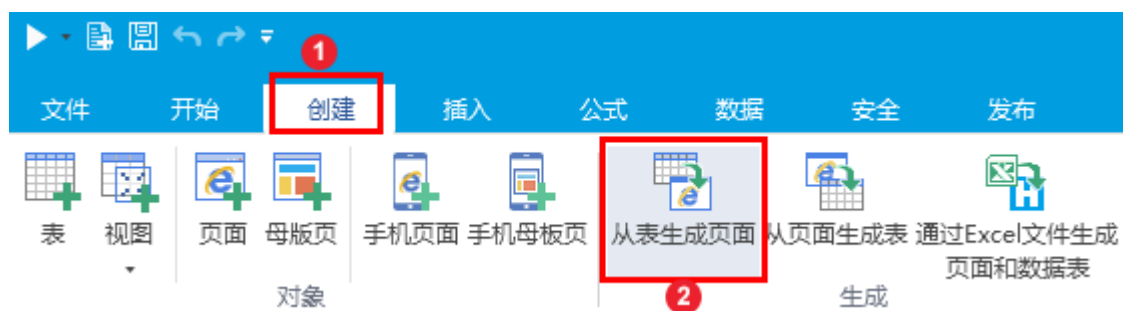 1
文件 开始 创建 插入 公式 数据 安全 发布
表 视图 页面 母版页 手机页面 手机母板页 从表生成页面 从页面生成表 通过Excel文件生成
页面和数据表
对象 2 生成